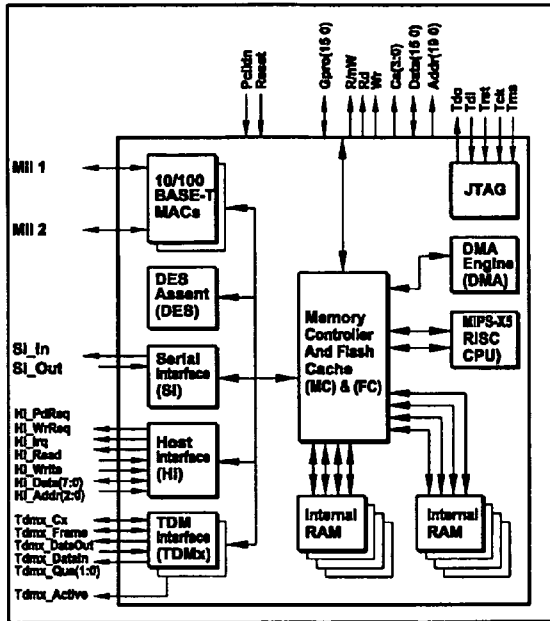 PciIdn
Reset
Gpro(15 0)
R/nW
Rd
Wr
Cs(3:0)
Data(15 0)
Addr(19 0)
Tdo
Tdi
Trst
Tck
Tms
Mii 1
Mii 2
10/100
BASE-T
MACs
JTAG
DMA
Engine
(DMA)
DES
Assent
(DES)
Memory
Controller
And Flash
Cache
(MC) & (FC)
MIPS-X5
RISC
CPU)
Si_In
Si_Out
Serial
Interface
(Si)
Hi_PdReq
Hi_WrReq
Hi_Irq
Hi_Read
Hi_Write
Hi_Data(7:0)
Hi_Addr(2:0)
Host
Interface
(Hi)
Internal
RAM
Internal
RAM
Tdmx_Cx
Tdmx_Frame
Tdmx_DataOut
Tdmx_DataIn
Tdmx_Qua(1:0)
Tdmx_Active
TDM
Interface
(TDMx)